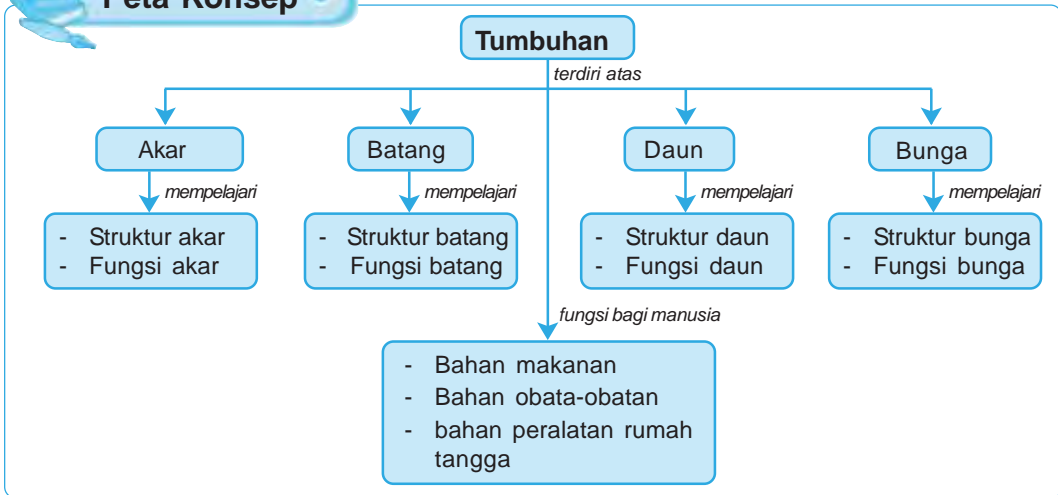 Peta Konsep
Tumbuhan
terdiri atas
Akar
Batang
Daun
Bunga
mempelajari
mempelajari
mempelajari
mempelajari
- Struktur akar
- Fungsi akar
- Struktur batang
- Fungsi batang
- Struktur daun
- Fungsi daun
- Struktur bunga
- Fungsi bunga
fungsi bagi manusia
- Bahan makanan
- Bahan obata-obatan
- bahan peralatan rumah
tangga